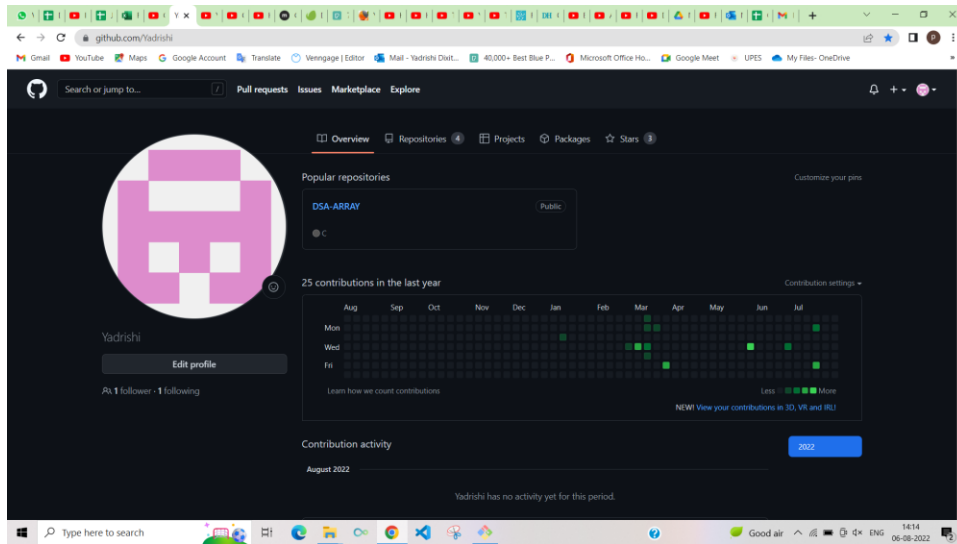 github.com/Yadrishi
Gmail YouTube Maps Google Account Translate Venngage | Editor Mail - Yadrishi Dixit... 40,000+ Best Blue P... Microsoft Office Ho... Google Meet UPES My Files- OneDrive »
Search or jump to... / Pull requests Issues Marketplace Explore
Overview Repositories 4 Projects Packages Stars 3
Popular repositories Customize your pins
DSA-ARRAY Public
C
25 contributions in the last year Contribution settings
Aug Sep Oct Nov Dec Jan Feb Mar Apr May Jun Jul
Mon
Wed
Fri
Learn how we count contributions Less More
NEW! View your contributions in 3D, VR and IRL!
Yadrishi
Edit profile
1 follower · 1 following
Contribution activity 2022
August 2022
Yadrishi has no activity yet for this period.
Type here to search Good air ENG 14:14
06-08-2022 2